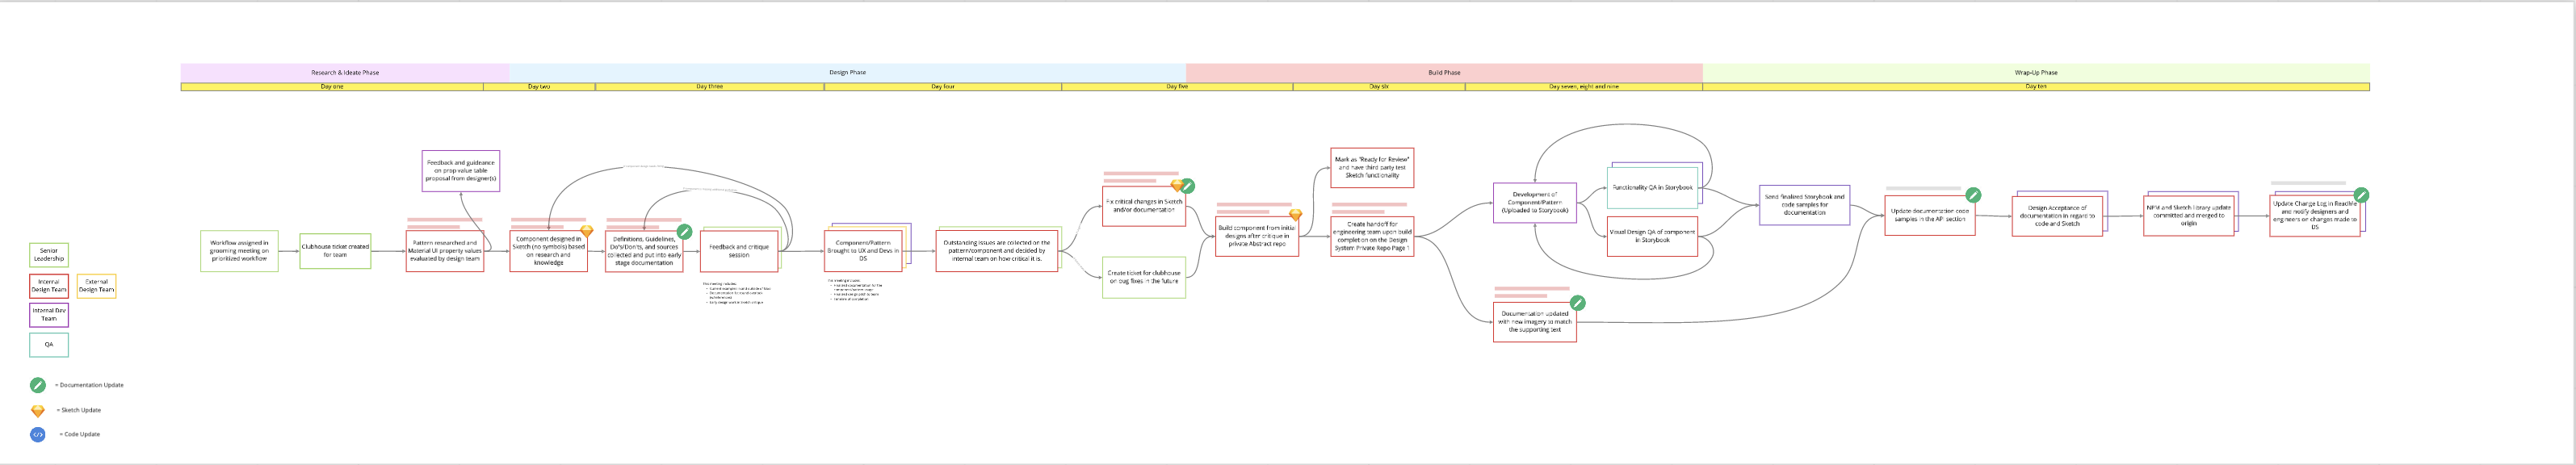 Research & Ideate Phase
Design Phase
Build Phase
Wrap-Up Phase
Day one
Day two
Day three
Day four
Day five
Day six
Day seven, eight and nine
Day ten
Feedback and guideance
on prop-value table
proposal from designer(s)
Workflow assigned in
grooming meeting on
prioritized workflow
Clubhouse ticket created
for team
Pattern researched and
Material UI property values
evaluated by design team
Component designed in
Sketch (no symbols) based
on research and
knowledge
Definitions, Guidelines,
Do's/Don'ts, and sources
collected and put into early
stage documentation
Feedback and critique
session
Component/Pattern
Brought to UX and Devs in
DS
Outstanding issues are collected on the
pattern/component and decided by
internal team on how critical it is.
Fix critical changes in Sketch
and/or documentation
Create ticket for clubhouse
on bug fixes in the future
Build component from initial
designs after critique in
private Abstract repo
Mark as "Ready for Review"
and have third party test
Sketch functionality
Create handoff for
engineering team upon build
completion on the Design
System Private Repo Page
Development of
Component/Pattern
(Uploaded to Storybook)
Functionality QA in Storybook
Visual Design QA of component
in Storybook
Documentation updated
with new imagery to match
the supporting text
Send finalized Storybook and
code samples for
documentation
Update documentation code
samples in the API section
Design Acceptance of
documentation in regard to
code and Sketch
NPM and Sketch library update
committed and merged to
origin
Update Change Log in ReadMe
and notify designers and
engineers on changes made to
DS
Senior
Leadership
Internal
Design Team
External
Design Team
Internal Dev
Team
QA
= Documentation Update
= Sketch Update
= Code Update